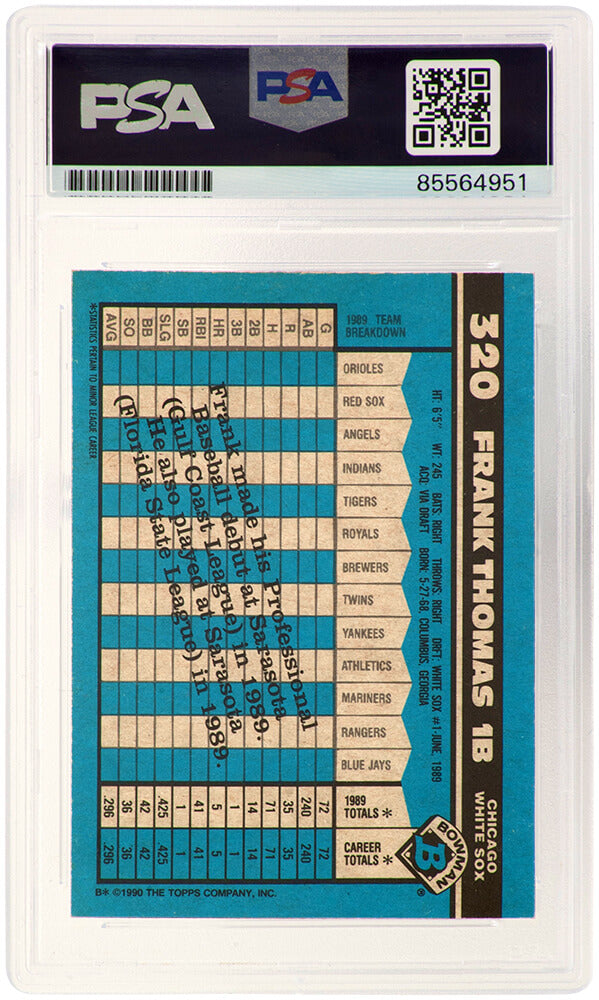 PSA
PSA
85564951
320 FRANK THOMAS 1B
CHICAGO
WHITE SOX
HT: 6'5" WT: 245 BATS: RIGHT THROWS: RIGHT DRFT: WHITE SOX #1-JUNE, 1989
ACQ: VIA DRAFT BORN: 5-27-68, COLUMBUS, GEORGIA
BOWMAN
B
®
1989 TEAM
BREAKDOWN
G AB R H 2B 3B HR RBI SB SLG BB SO AVG
ORIOLES
RED SOX
ANGELS
INDIANS
TIGERS
ROYALS
BREWERS
TWINS
YANKEES
ATHLETICS
MARINERS
RANGERS
BLUE JAYS
1989
TOTALS * 72 240 35 71 14 1 5 41 1 .425 42 36 .296
CAREER
TOTALS * 72 240 35 71 14 1 5 41 1 .425 42 36 .296
Frank made his Professional
Baseball debut at Sarasota
(Gulf Coast League) in 1989.
He also played at Sarasota
(Florida State League) in 1989.
*STATISTICS PERTAIN TO MINOR LEAGUE CAREER
B* ©1990 THE TOPPS COMPANY, INC.